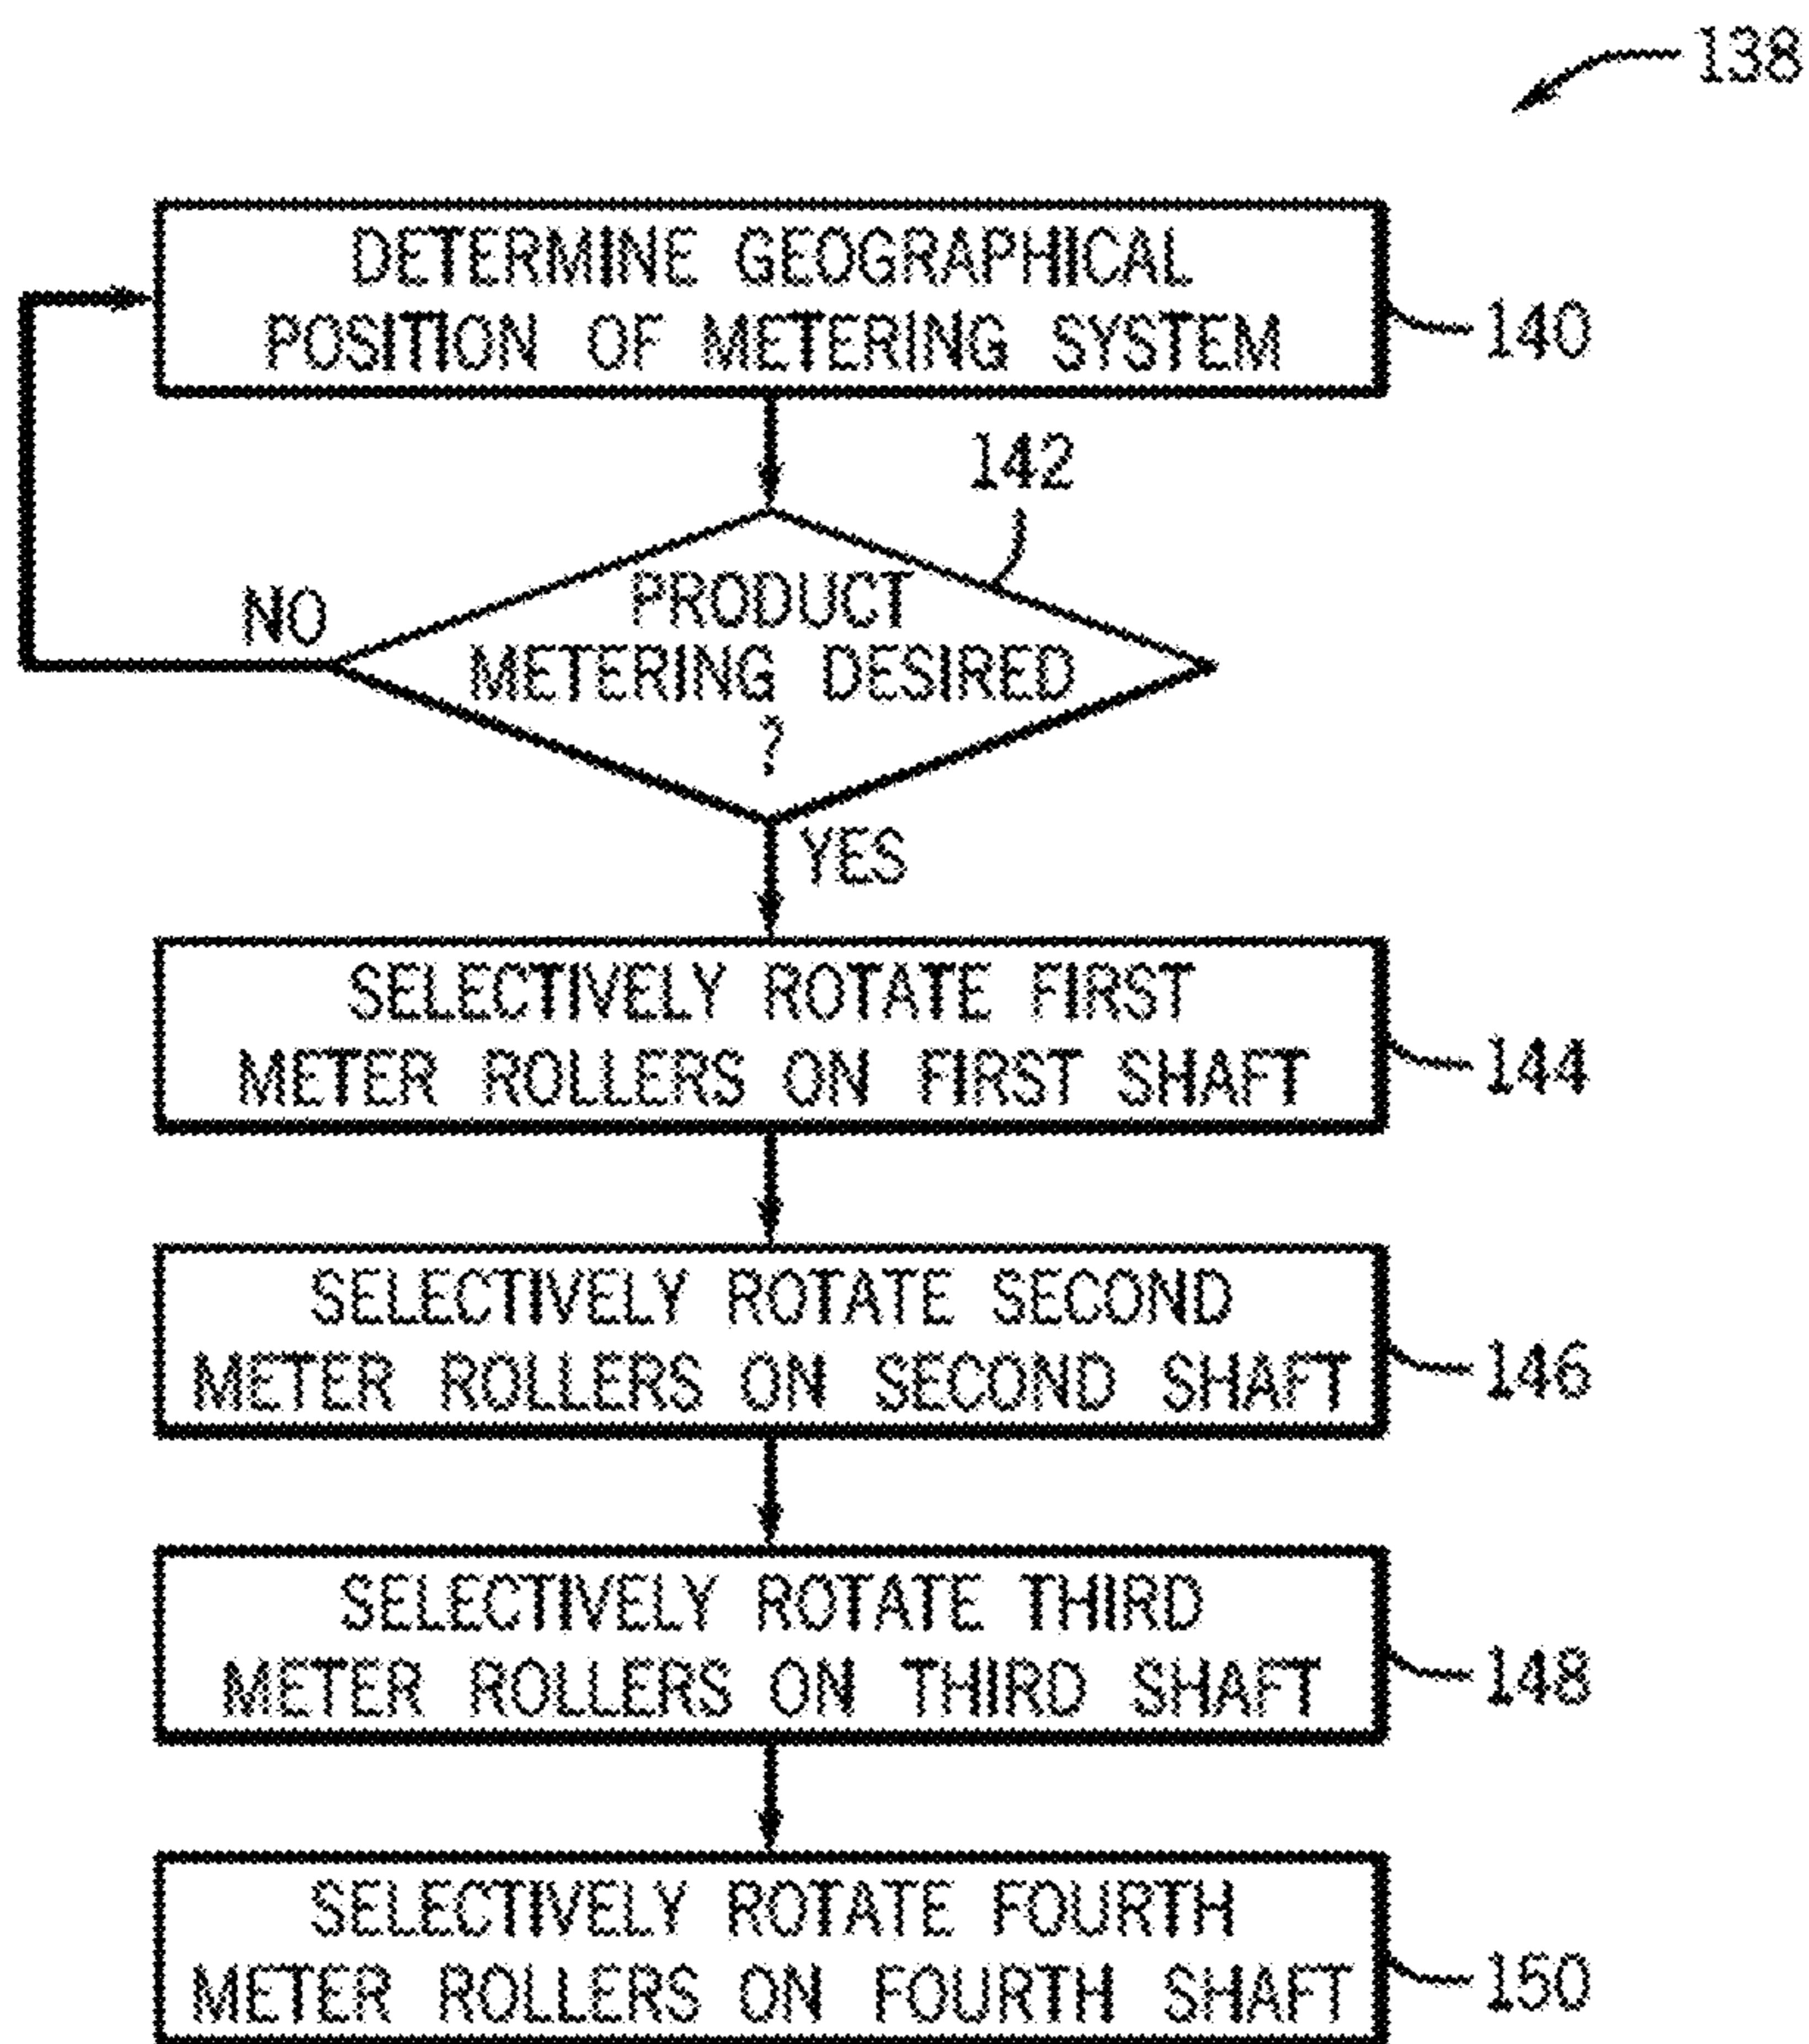 138
DETERMINE GEOGRAPHICAL
POSITION OF METERING SYSTEM
140
142
PRODUCT
METERING DESIRED
?
NO
YES
SELECTIVELY ROTATE FIRST
METER ROLLERS ON FIRST SHAFT
144
SELECTIVELY ROTATE SECOND
METER ROLLERS ON SECOND SHAFT
146
SELECTIVELY ROTATE THIRD
METER ROLLERS ON THIRD SHAFT
148
SELECTIVELY ROTATE FOURTH
METER ROLLERS ON FOURTH SHAFT
150